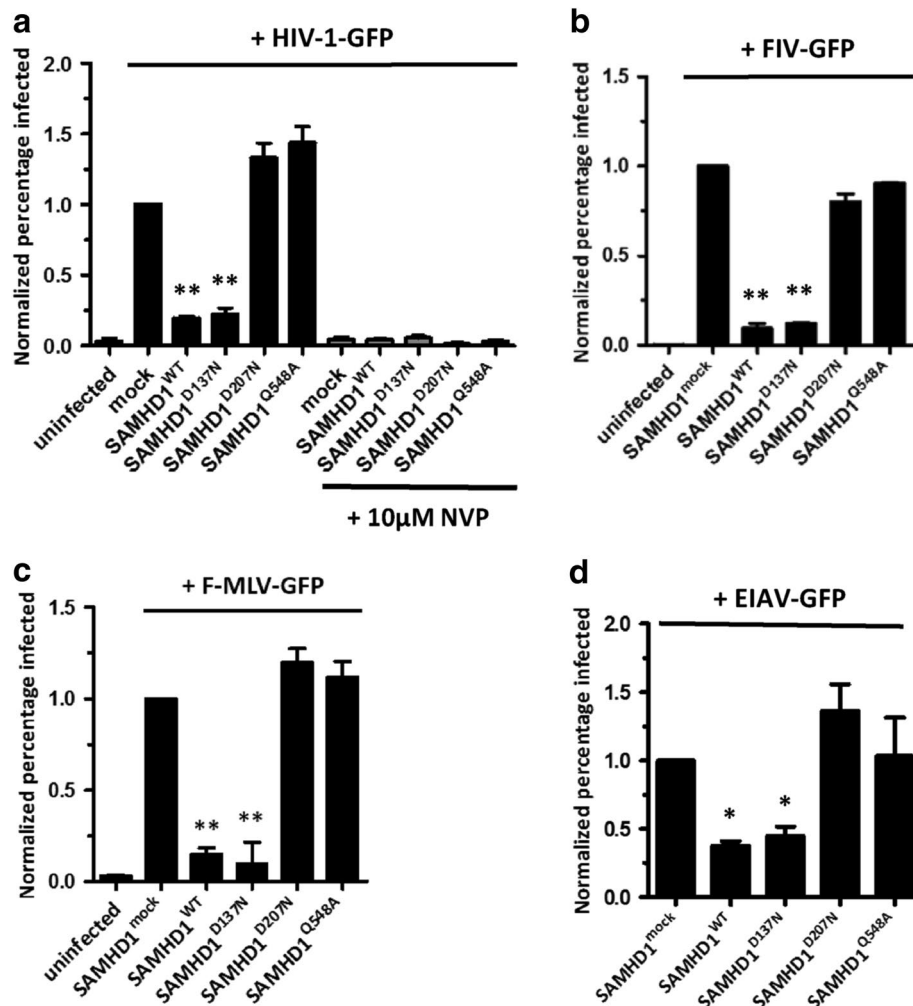 a
+ HIV-1-GFP
Normalized percentage infected
2.0
1.5
1.0
0.5
0.0
** **
uninfected
mock
SAMHD1WT
SAMHD1D137N
SAMHD1D207N
SAMHD1Q548A
mock
SAMHD1WT
SAMHD1D137N
SAMHD1D207N
SAMHD1Q548A
+ 10μM NVP
b
+ FIV-GFP
Normalized percentage infected
1.5
1.0
0.5
0.0
** **
uninfected
SAMHD1mock
SAMHD1WT
SAMHD1D137N
SAMHD1D207N
SAMHD1Q548A
c
+ F-MLV-GFP
Normalized percentage infected
1.5
1.0
0.5
0.0
** **
uninfected
SAMHD1mock
SAMHD1WT
SAMHD1D137N
SAMHD1D207N
SAMHD1Q548A
d
+ EIAV-GFP
Normalized percentage infected
2.0
1.5
1.0
0.5
0.0
* *
SAMHD1mock
SAMHD1WT
SAMHD1D137N
SAMHD1D207N
SAMHD1Q548A